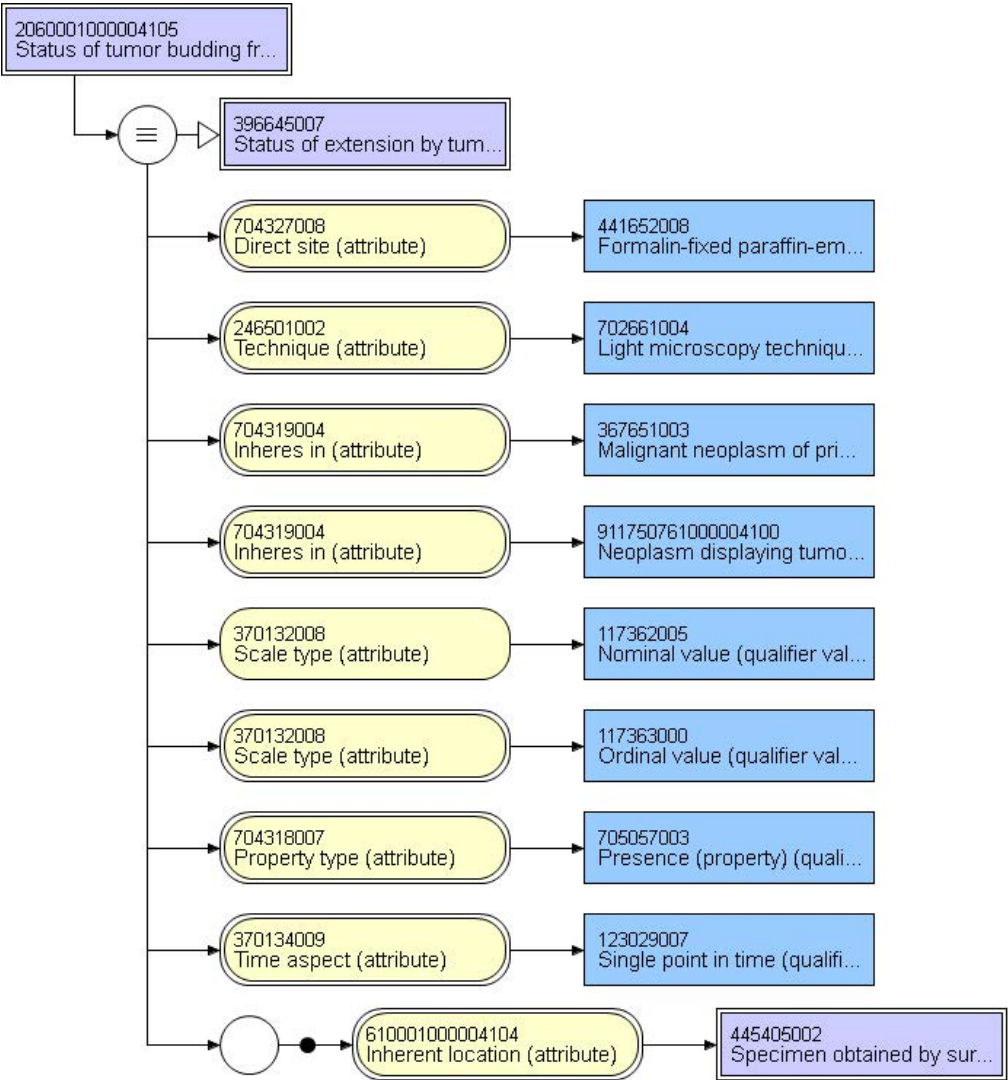 2060001000004105
Status of tumor budding fr...
396645007
Status of extension by tum...
704327008
Direct site (attribute)
441652008
Formalin-fixed paraffin-em...
246501002
Technique (attribute)
702661004
Light microscopy techniqu...
704319004
Inheres in (attribute)
367651003
Malignant neoplasm of pri...
704319004
Inheres in (attribute)
911750761000004100
Neoplasm displaying tumo...
370132008
Scale type (attribute)
117362005
Nominal value (qualifier val...
370132008
Scale type (attribute)
117363000
Ordinal value (qualifier val...
704318007
Property type (attribute)
705057003
Presence (property) (quali...
370134009
Time aspect (attribute)
123029007
Single point in time (qualifi...
610001000004104
Inherent location (attribute)
445405002
Specimen obtained by sur...